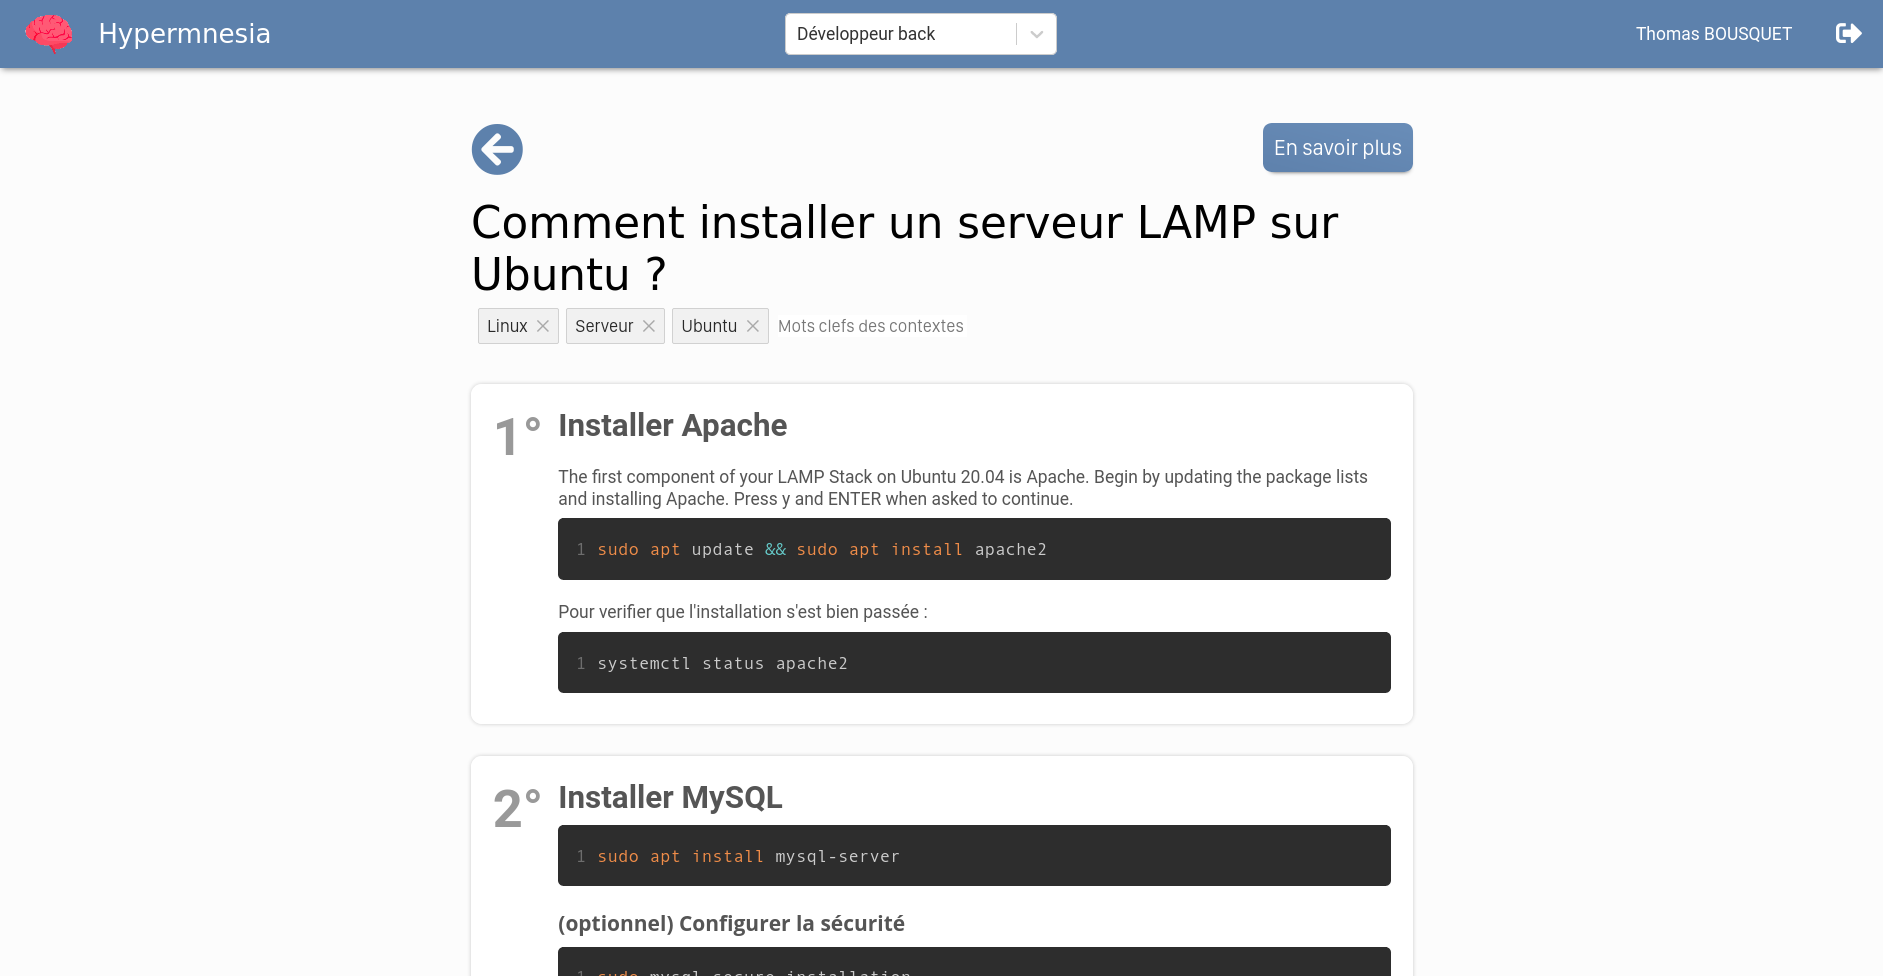 Hypermnesia
Développeur back
Thomas BOUSQUET
En savoir plus
Comment installer un serveur LAMP sur
Ubuntu ?
Linux
Serveur
Ubuntu
Mots clefs des contextes
1°
Installer Apache
The first component of your LAMP Stack on Ubuntu 20.04 is Apache. Begin by updating the package lists
and installing Apache. Press y and ENTER when asked to continue.
1 sudo apt update && sudo apt install apache2
Pour verifier que l'installation s'est bien passée :
1 systemctl status apache2
2°
Installer MySQL
1 sudo apt install mysql-server
(optionnel) Configurer la sécurité
1 sudo mysql_secure_installation